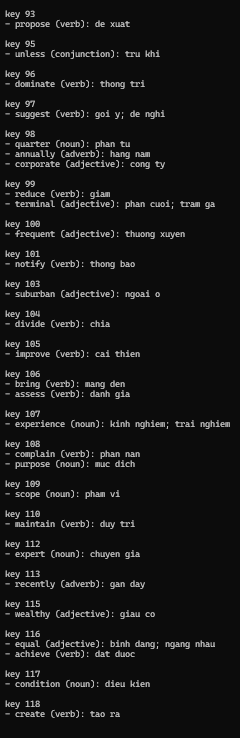 key 93
- propose (verb): de xuat
key 95
- unless (conjunction): tru khi
key 96
- dominate (verb): thong tri
key 97
- suggest (verb): goi y; de nghi
key 98
- quarter (noun): phan tu
- annually (adverb): hang nam
- corporate (adjective): cong ty
key 99
- reduce (verb): giam
- terminal (adjective): phan cuoi; tram ga
key 100
- frequent (adjective): thuong xuyen
key 101
- notify (verb): thong bao
key 103
- suburban (adjective): ngoai o
key 104
- divide (verb): chia
key 105
- improve (verb): cai thien
key 106
- bring (verb): mang den
- assess (verb): danh gia
key 107
- experience (noun): kinh nghiem; trai nghiem
key 108
- complain (verb): phan nan
- purpose (noun): muc dich
key 109
- scope (noun): pham vi
key 110
- maintain (verb): duy tri
key 112
- expert (noun): chuyen gia
key 113
- recently (adverb): gan day
key 115
- wealthy (adjective): giau co
key 116
- equal (adjective): binh dang; ngang nhau
- achieve (verb): dat duoc
key 117
- condition (noun): dieu kien
key 118
- create (verb): tao ra